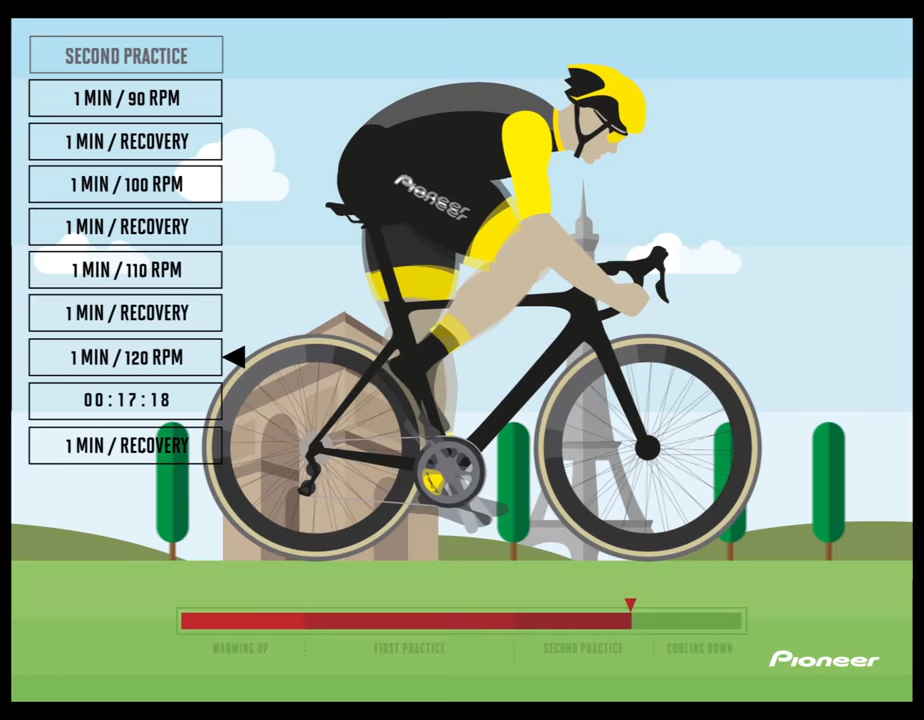 SECOND PRACTICE
1 MIN / 90 RPM
1 MIN / RECOVERY
1 MIN / 100 RPM
1 MIN / RECOVERY
1 MIN / 110 RPM
1 MIN / RECOVERY
1 MIN / 120 RPM
00:17:18
1 MIN / RECOVERY
Pioneer
Pioneer
WARMING UP
FIRST PRACTICE
SECOND PRACTICE
COOLING DOWN
Pioneer